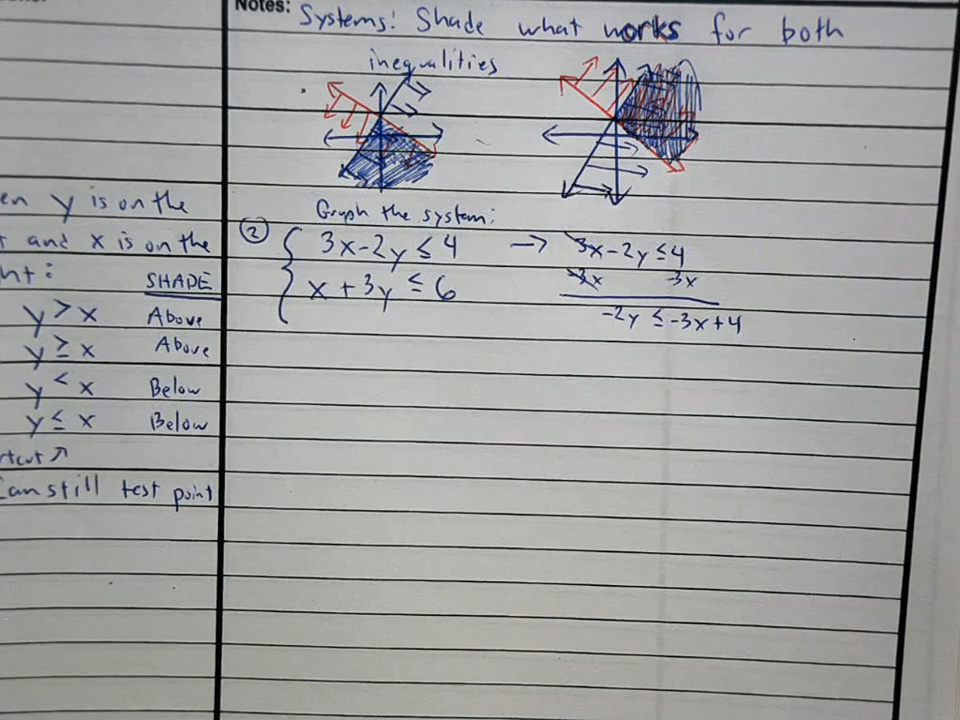 Notes: Systems: Shade what works for both
inequalities
Graph the system:
② 3x-2y≤4 → 3x-2y≤4
x+3y≤6 -3x -3x
-2y≤-3x+4
y is on the
and x is on the
SHADE
y>x Above
y≥x Above
y<x Below
y≤x Below
Can still test point